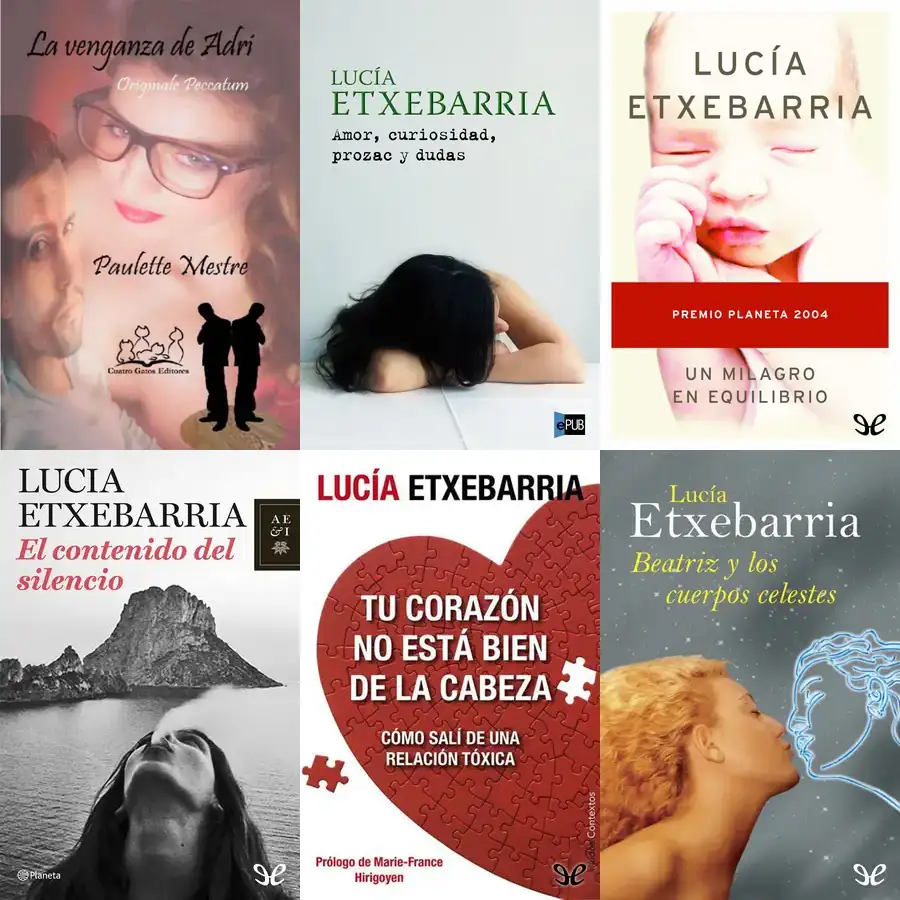 La venganza de Adri
Originale Peccatum
Paulette Mestre
Cuatro Gatos Editores
LUCÍA
ETXEBARRIA
Amor, curiosidad,
prozac y dudas
ePUB
LUCÍA
ETXEBARRIA
PREMIO PLANETA 2004
UN MILAGRO
EN EQUILIBRIO
LUCIA
ETXEBARRIA
AE
&I
El contenido del
silencio
Planeta
LUCÍA ETXEBARRIA
TU CORAZÓN
NO ESTÁ BIEN
DE LA CABEZA
CÓMO SALÍ DE UNA
RELACIÓN TÓXICA
Prólogo de Marie-France
Hirigoyen
Contextos
Lucía
Etxebarria
Beatriz y los
cuerpos celestes